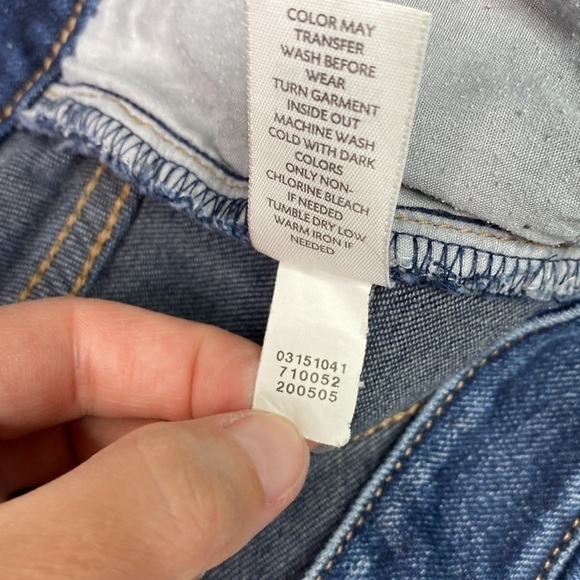 COLOR MAY
TRANSFER
WASH BEFORE
WEAR
TURN GARMENT
INSIDE OUT
MACHINE WASH
COLD WITH DARK
COLORS
ONLY NON-
CHLORINE BLEACH
IF NEEDED
TUMBLE DRY LOW
WARM IRON IF
NEEDED
03151041
710052
200505